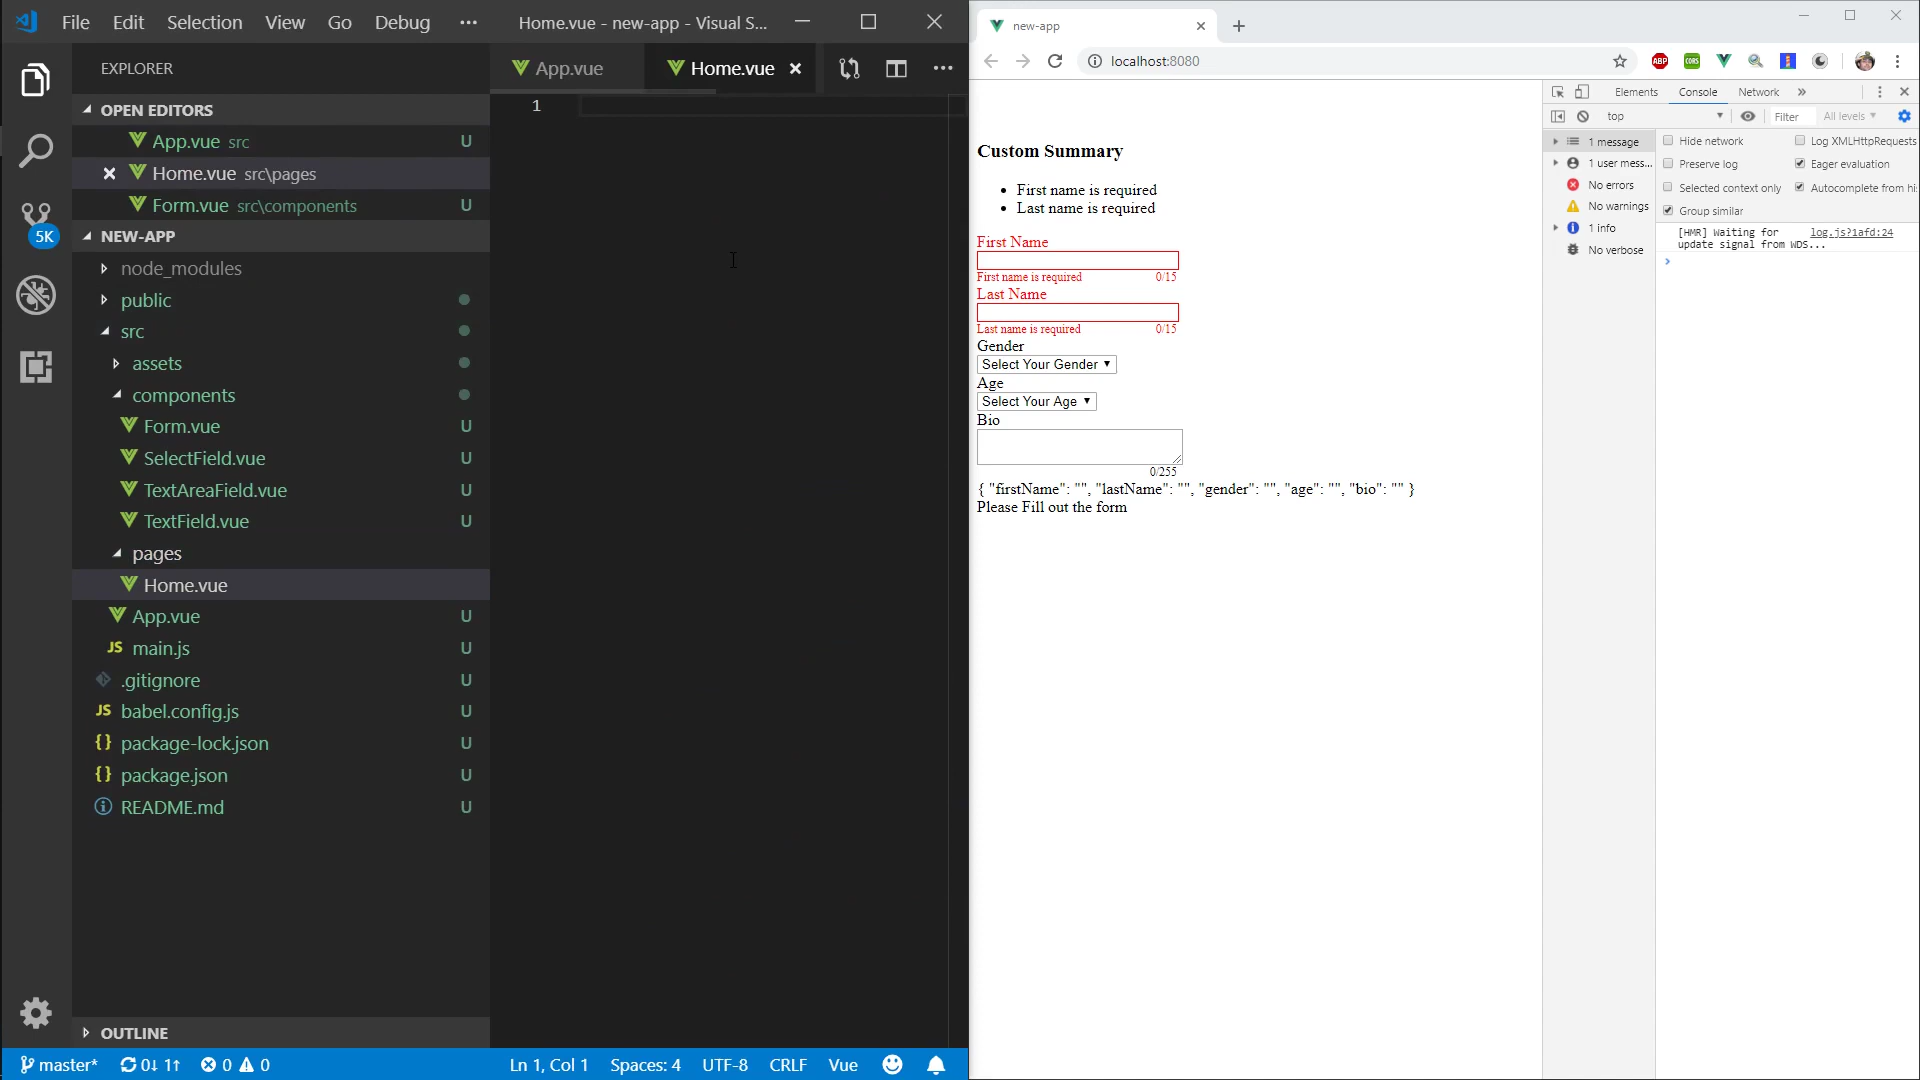 File Edit Selection View Go Debug ··· Home.vue - new-app - Visual S...
EXPLORER
OPEN EDITORS
App.vue src U
Home.vue src\pages
Form.vue src\components U
NEW-APP
node_modules
public
src
assets
components
Form.vue U
SelectField.vue U
TextAreaField.vue U
TextField.vue U
pages
Home.vue
App.vue U
JS main.js U
.gitignore U
JS babel.config.js U
{} package-lock.json U
{} package.json U
README.md U
5K
OUTLINE
App.vue Home.vue
1
master* 0↓ 1↑ 0 0 Ln 1, Col 1 Spaces: 4 UTF-8 CRLF Vue
new-app
localhost:8080
ABP CORS
Custom Summary
• First name is required
• Last name is required
First Name
First name is required 0/15
Last Name
Last name is required 0/15
Gender
Select Your Gender
Age
Select Your Age
Bio
0/255
{ "firstName": "", "lastName": "", "gender": "", "age": "", "bio": "" }
Please Fill out the form
Elements Console Network »
top Filter All levels
1 message
1 user mess...
No errors
No warnings
1 info
No verbose
Hide network Log XMLHttpRequests
Preserve log Eager evaluation
Selected context only Autocomplete from hi
Group similar
[HMR] Waiting for log.js?1afd:24
update signal from WDS...